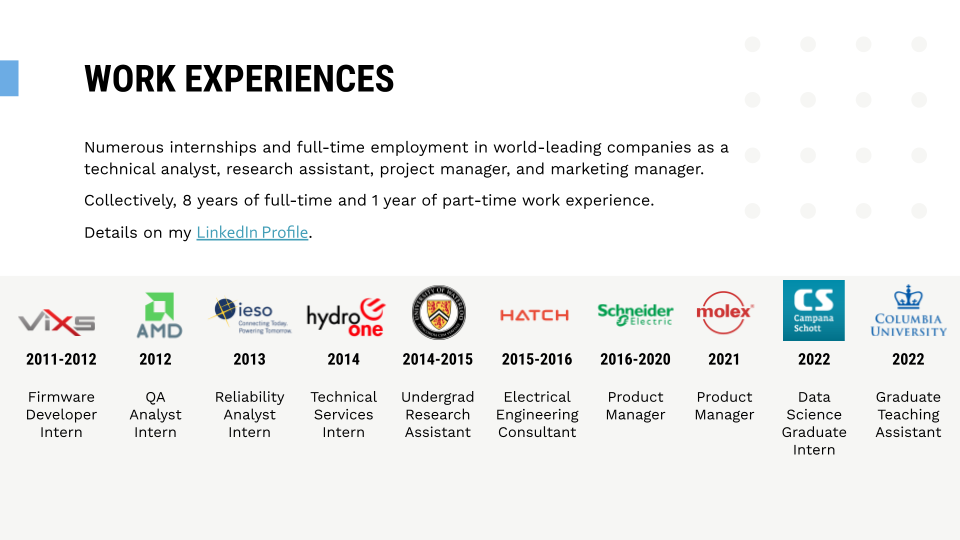 WORK EXPERIENCES
Numerous internships and full-time employment in world-leading companies as a
technical analyst, research assistant, project manager, and marketing manager.
Collectively, 8 years of full-time and 1 year of part-time work experience.
Details on my LinkedIn Profile.
ViXS
AMD
ieso
Connecting Today.
Powering Tomorrow.
hydro
one
UNIVERSITY OF WATERLOO
HATCH
Schneider
Electric
molex
CS
Campana
Schott
COLUMBIA
UNIVERSITY
2011-2012
2012
2013
2014
2014-2015
2015-2016
2016-2020
2021
2022
2022
Firmware
Developer
Intern
QA
Analyst
Intern
Reliability
Analyst
Intern
Technical
Services
Intern
Undergrad
Research
Assistant
Electrical
Engineering
Consultant
Product
Manager
Product
Manager
Data
Science
Graduate
Intern
Graduate
Teaching
Assistant